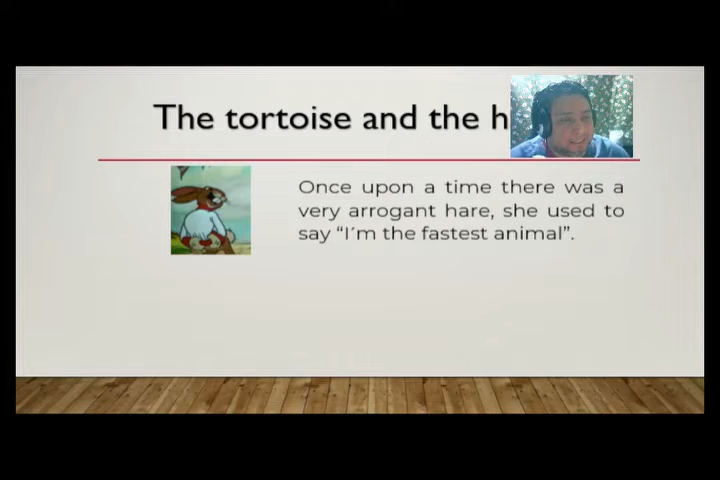 The tortoise and the h
Once upon a time there was a
very arrogant hare, she used to
say “I´m the fastest animal”.